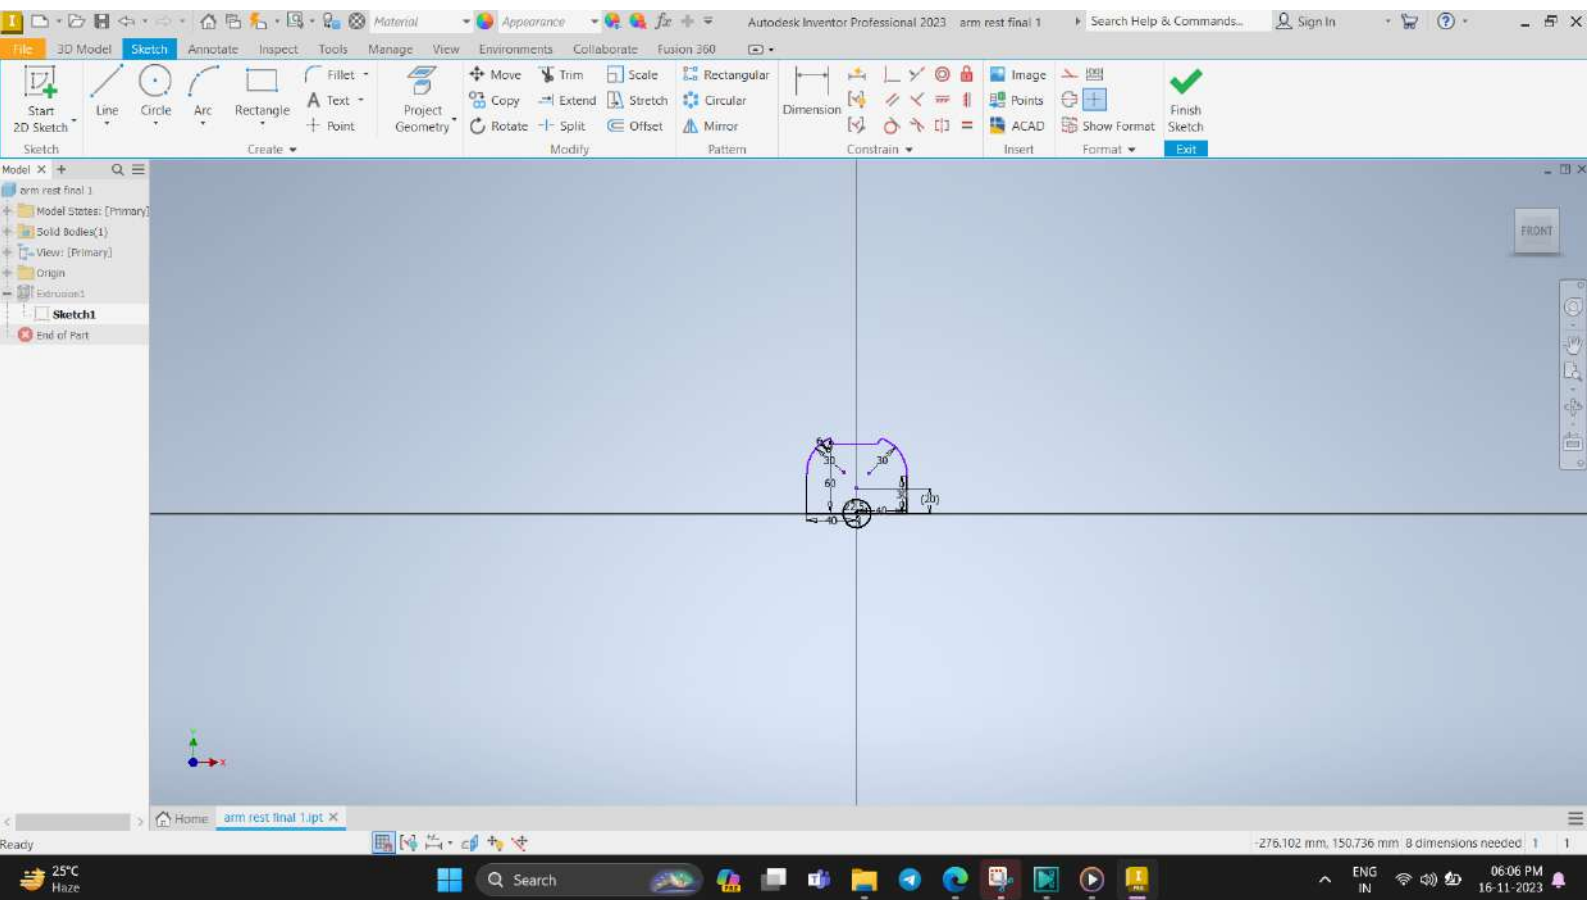 Material Appearance fx Autodesk Inventor Professional 2023 arm rest final 1 Search Help & Commands... Sign In
File 3D Model Sketch Annotate Inspect Tools Manage View Environments Collaborate Fusion 360
Fillet Move Trim Scale Rectangular Image
Start 2D Sketch Line Circle Arc Rectangle Text Project Geometry Copy Extend Stretch Circular Dimension Points Finish Sketch
Point Rotate Split Offset Mirror ACAD Show Format
Sketch Create Modify Pattern Constrain Insert Format Exit
Model
arm rest final 1
Model States: [Primary]
Solid Bodies(1)
View: [Primary]
Origin
Extrusion1
Sketch1
End of Part
FRONT
30 30
60
(20)
40 40
Y
X
Home arm rest final 1.ipt
Ready -276.102 mm, 150.736 mm 8 dimensions needed 1 1
25°C
Haze
Search
ENG
IN
06:06 PM
16-11-2023